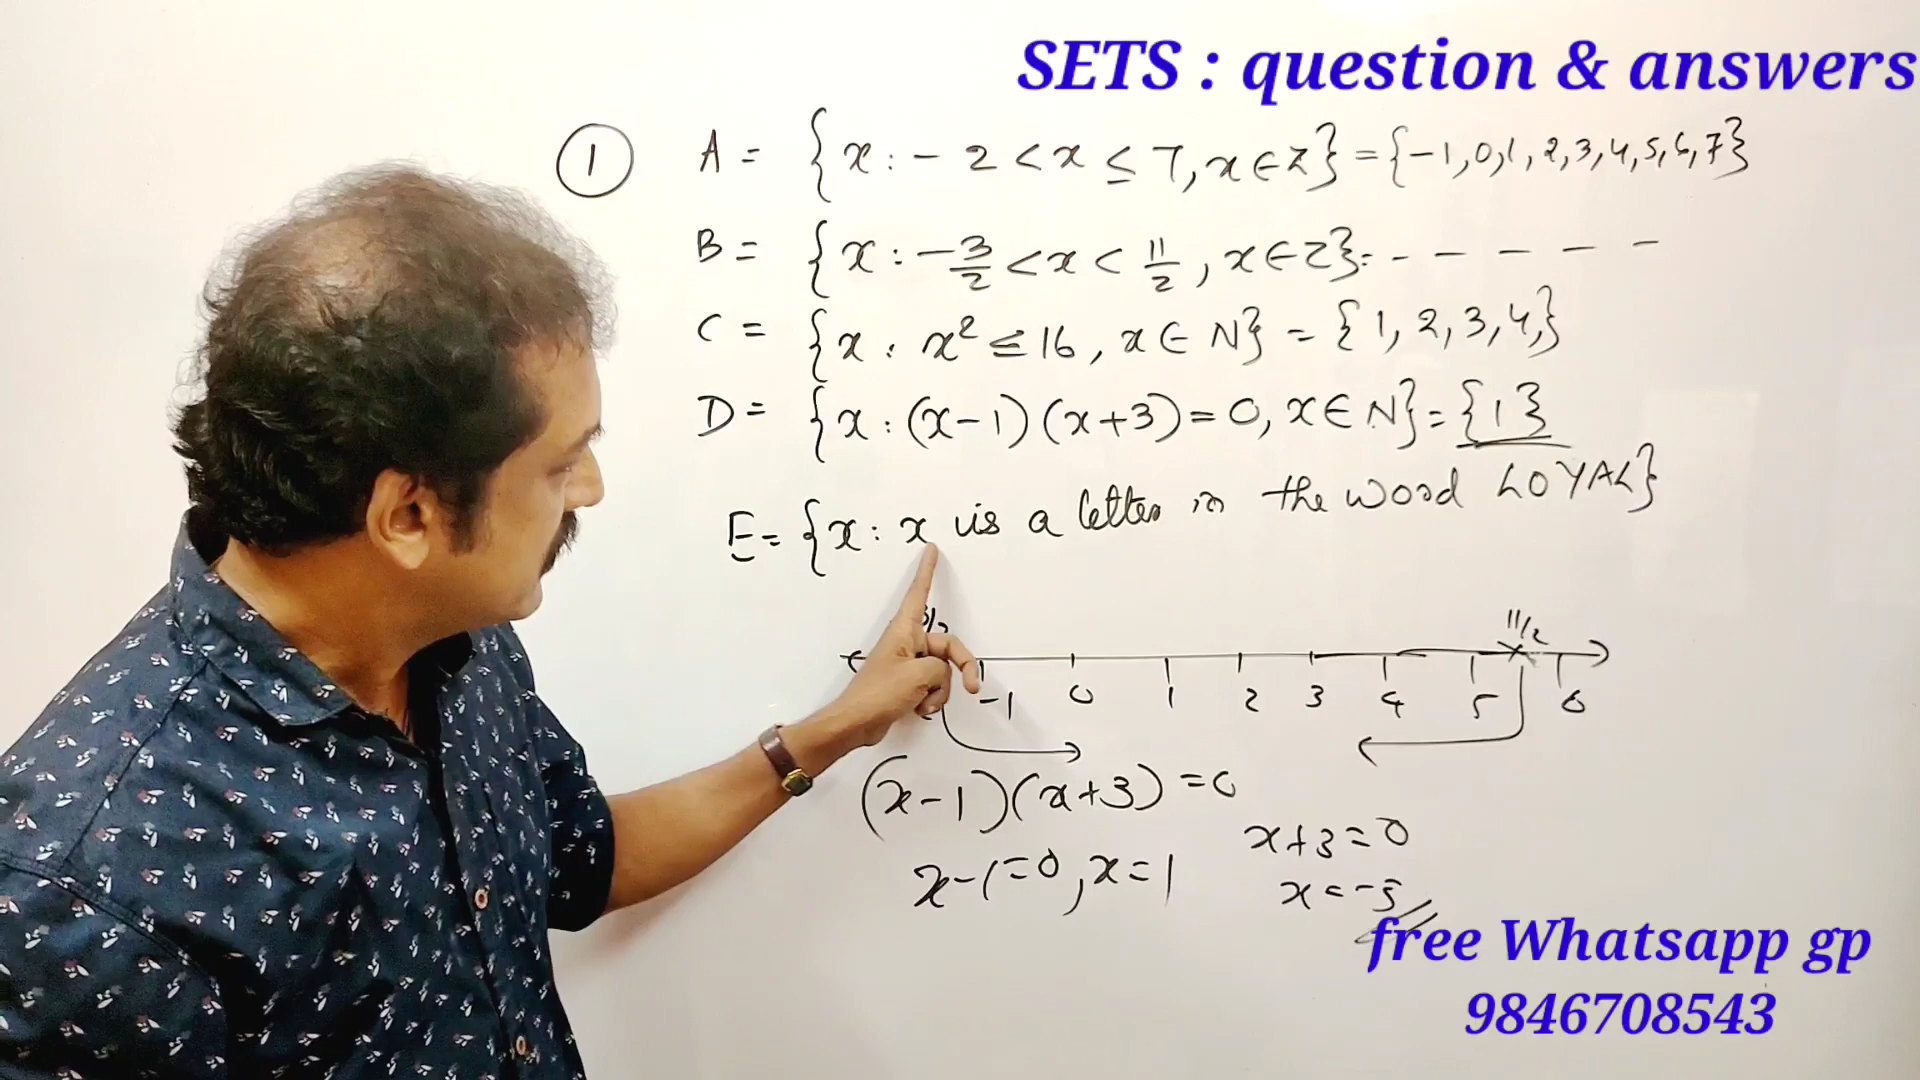 SETS : question & answers
1 A = {x : -2 < x ≤ 7, x ∈ Z} = {-1, 0, 1, 2, 3, 4, 5, 6, 7}
B = {x : -3/2 < x < 11/2, x ∈ Z} = - - - - -
C = {x : x² ≤ 16, x ∈ N} = {1, 2, 3, 4,}
D = {x : (x-1)(x+3) = 0, x ∈ N} = {1}
E = {x : x is a letter in the word LOYAL}
11/2
-1 0 1 2 3 4 5 6
(x-1)(x+3) = 0
x+3 = 0
x-1 = 0, x = 1
x = -3
free Whatsapp gp
9846708543